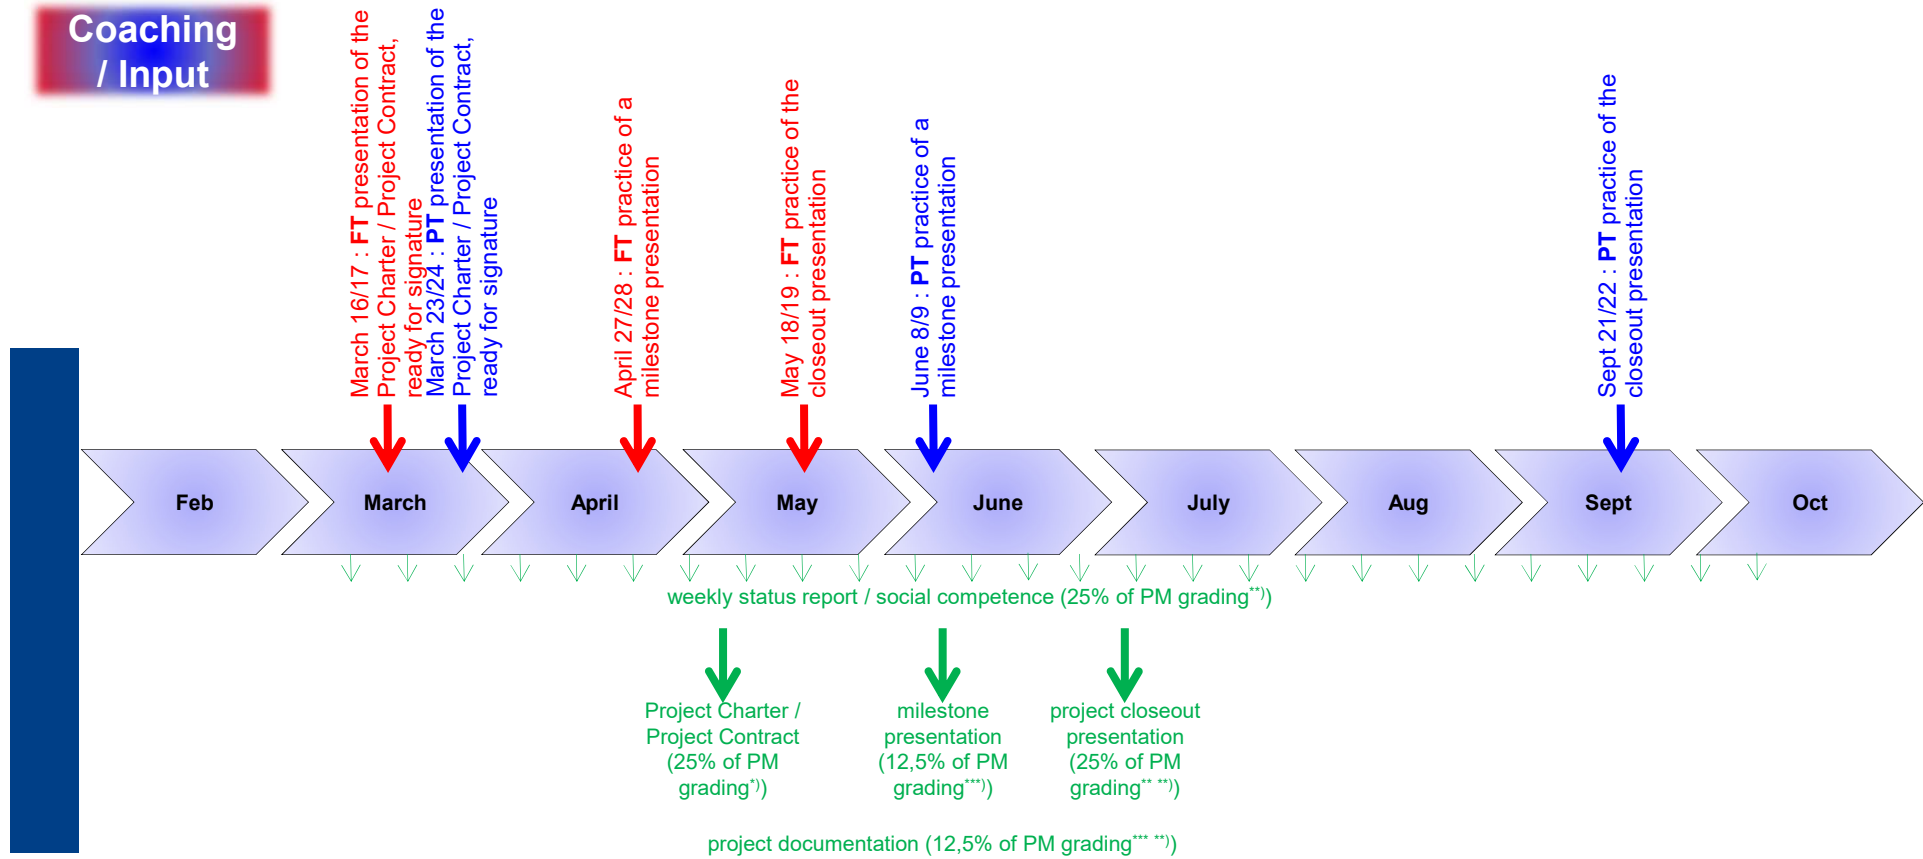 Coaching
/ Input
March 16/17 : FT presentation of the
Project Charter / Project Contract,
ready for signature
March 23/24 : PT presentation of the
Project Charter / Project Contract,
ready for signature
April 27/28 : FT practice of a
milestone presentation
May 18/19 : FT practice of the
closeout presentation
June 8/9 : PT practice of a
milestone presentation
Sept 21/22 : PT practice of the
closeout presentation
Feb
March
April
May
June
July
Aug
Sept
Oct
weekly status report / social competence (25% of PM grading**))
Project Charter /
Project Contract
(25% of PM
grading*))
milestone
presentation
(12,5% of PM
grading***))
project closeout
presentation
(25% of PM
grading** **))
project documentation (12,5% of PM grading*** **))